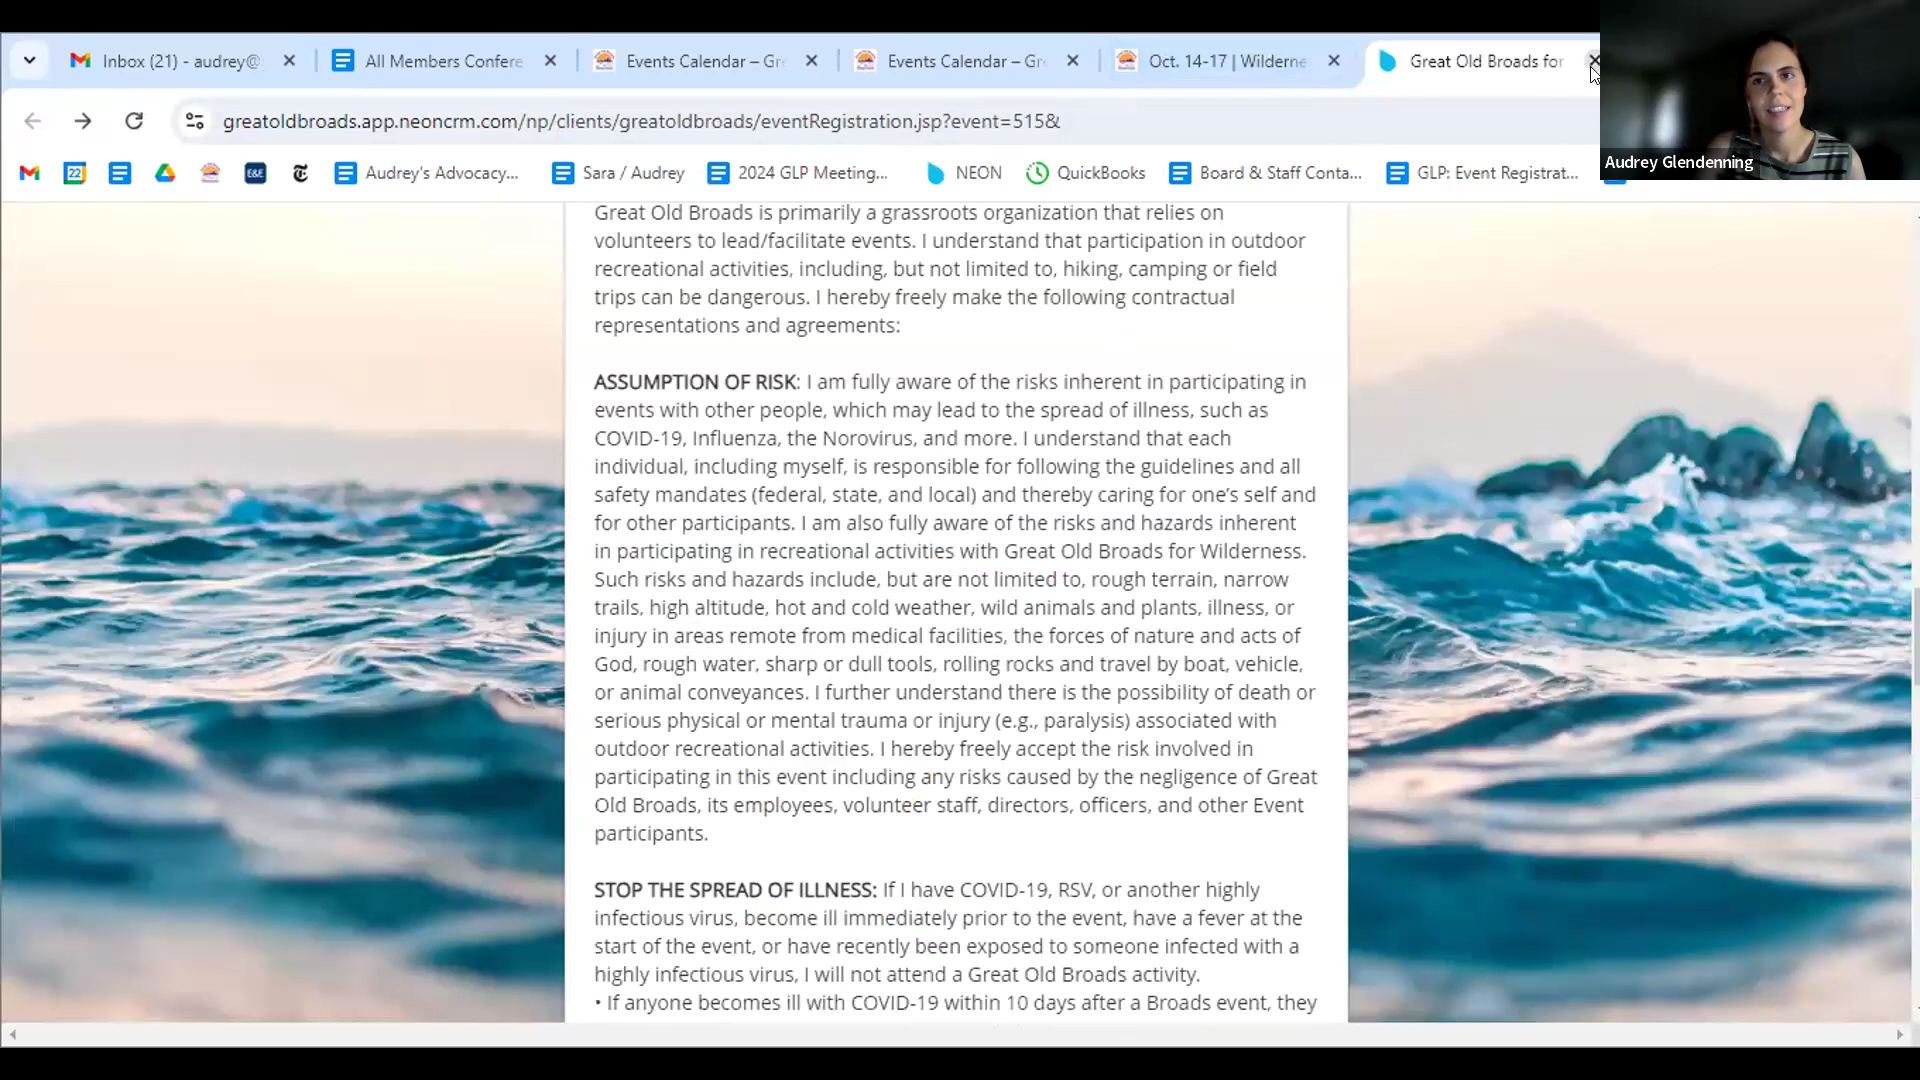 Inbox (21) - audrey@
All Members Confere
Events Calendar – Gr
Events Calendar – Gr
Oct. 14-17 | Wilderne
Great Old Broads for
greatoldbroads.app.neoncrm.com/np/clients/greatoldbroads/eventRegistration.jsp?event=515&
Audrey Glendenning
22
E&E
Audrey's Advocacy...
Sara / Audrey
2024 GLP Meeting...
NEON
QuickBooks
Board & Staff Conta...
GLP: Event Registrat...
Great Old Broads is primarily a grassroots organization that relies on
volunteers to lead/facilitate events. I understand that participation in outdoor
recreational activities, including, but not limited to, hiking, camping or field
trips can be dangerous. I hereby freely make the following contractual
representations and agreements:
ASSUMPTION OF RISK: I am fully aware of the risks inherent in participating in
events with other people, which may lead to the spread of illness, such as
COVID-19, Influenza, the Norovirus, and more. I understand that each
individual, including myself, is responsible for following the guidelines and all
safety mandates (federal, state, and local) and thereby caring for one's self and
for other participants. I am also fully aware of the risks and hazards inherent
in participating in recreational activities with Great Old Broads for Wilderness.
Such risks and hazards include, but are not limited to, rough terrain, narrow
trails, high altitude, hot and cold weather, wild animals and plants, illness, or
injury in areas remote from medical facilities, the forces of nature and acts of
God, rough water, sharp or dull tools, rolling rocks and travel by boat, vehicle,
or animal conveyances. I further understand there is the possibility of death or
serious physical or mental trauma or injury (e.g., paralysis) associated with
outdoor recreational activities. I hereby freely accept the risk involved in
participating in this event including any risks caused by the negligence of Great
Old Broads, its employees, volunteer staff, directors, officers, and other Event
participants.
STOP THE SPREAD OF ILLNESS: If I have COVID-19, RSV, or another highly
infectious virus, become ill immediately prior to the event, have a fever at the
start of the event, or have recently been exposed to someone infected with a
highly infectious virus, I will not attend a Great Old Broads activity.
• If anyone becomes ill with COVID-19 within 10 days after a Broads event, they